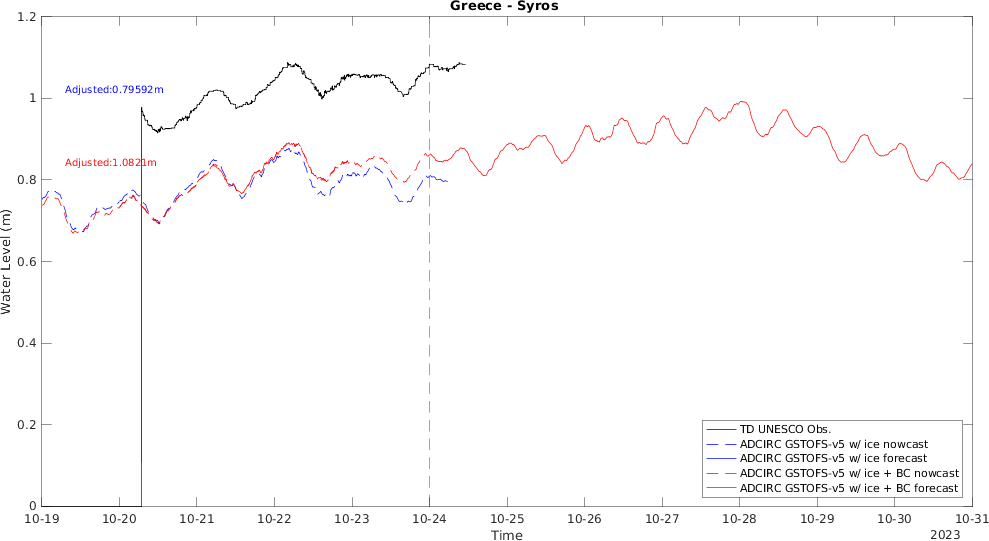 Greece - Syros
1.2
1
0.8
0.6
0.4
0.2
0
Water Level (m)
Adjusted:0.79592m
Adjusted:1.0821m
TD UNESCO Obs.
ADCIRC GSTOFS-v5 w/ ice nowcast
ADCIRC GSTOFS-v5 w/ ice forecast
ADCIRC GSTOFS-v5 w/ ice + BC nowcast
ADCIRC GSTOFS-v5 w/ ice + BC forecast
10-19 10-20 10-21 10-22 10-23 10-24 10-25 10-26 10-27 10-28 10-29 10-30 10-31
Time
2023